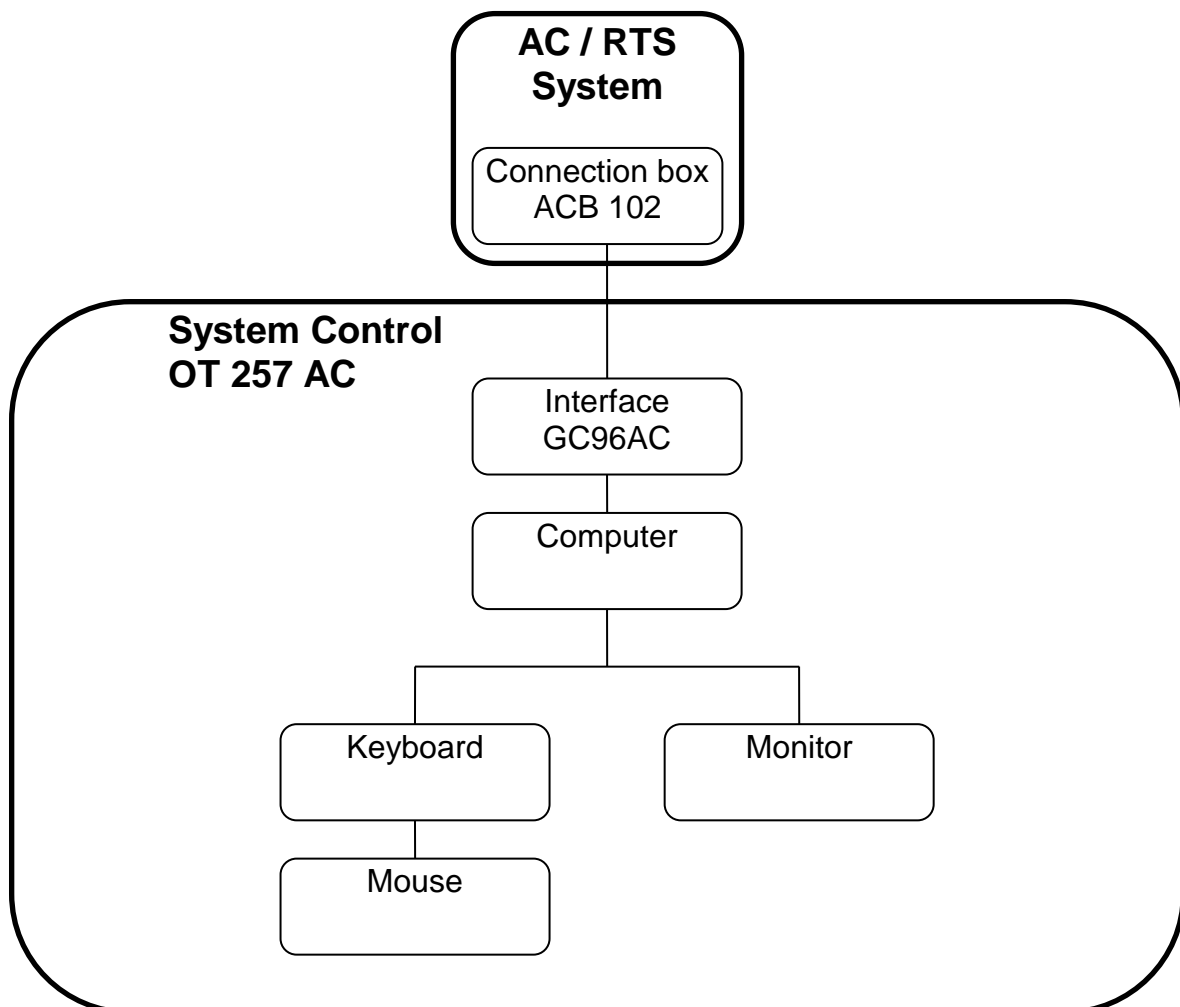 AC / RTS
System
Connection box
ACB 102
System Control
OT 257 AC
Interface
GC96AC
Computer
Keyboard
Monitor
Mouse